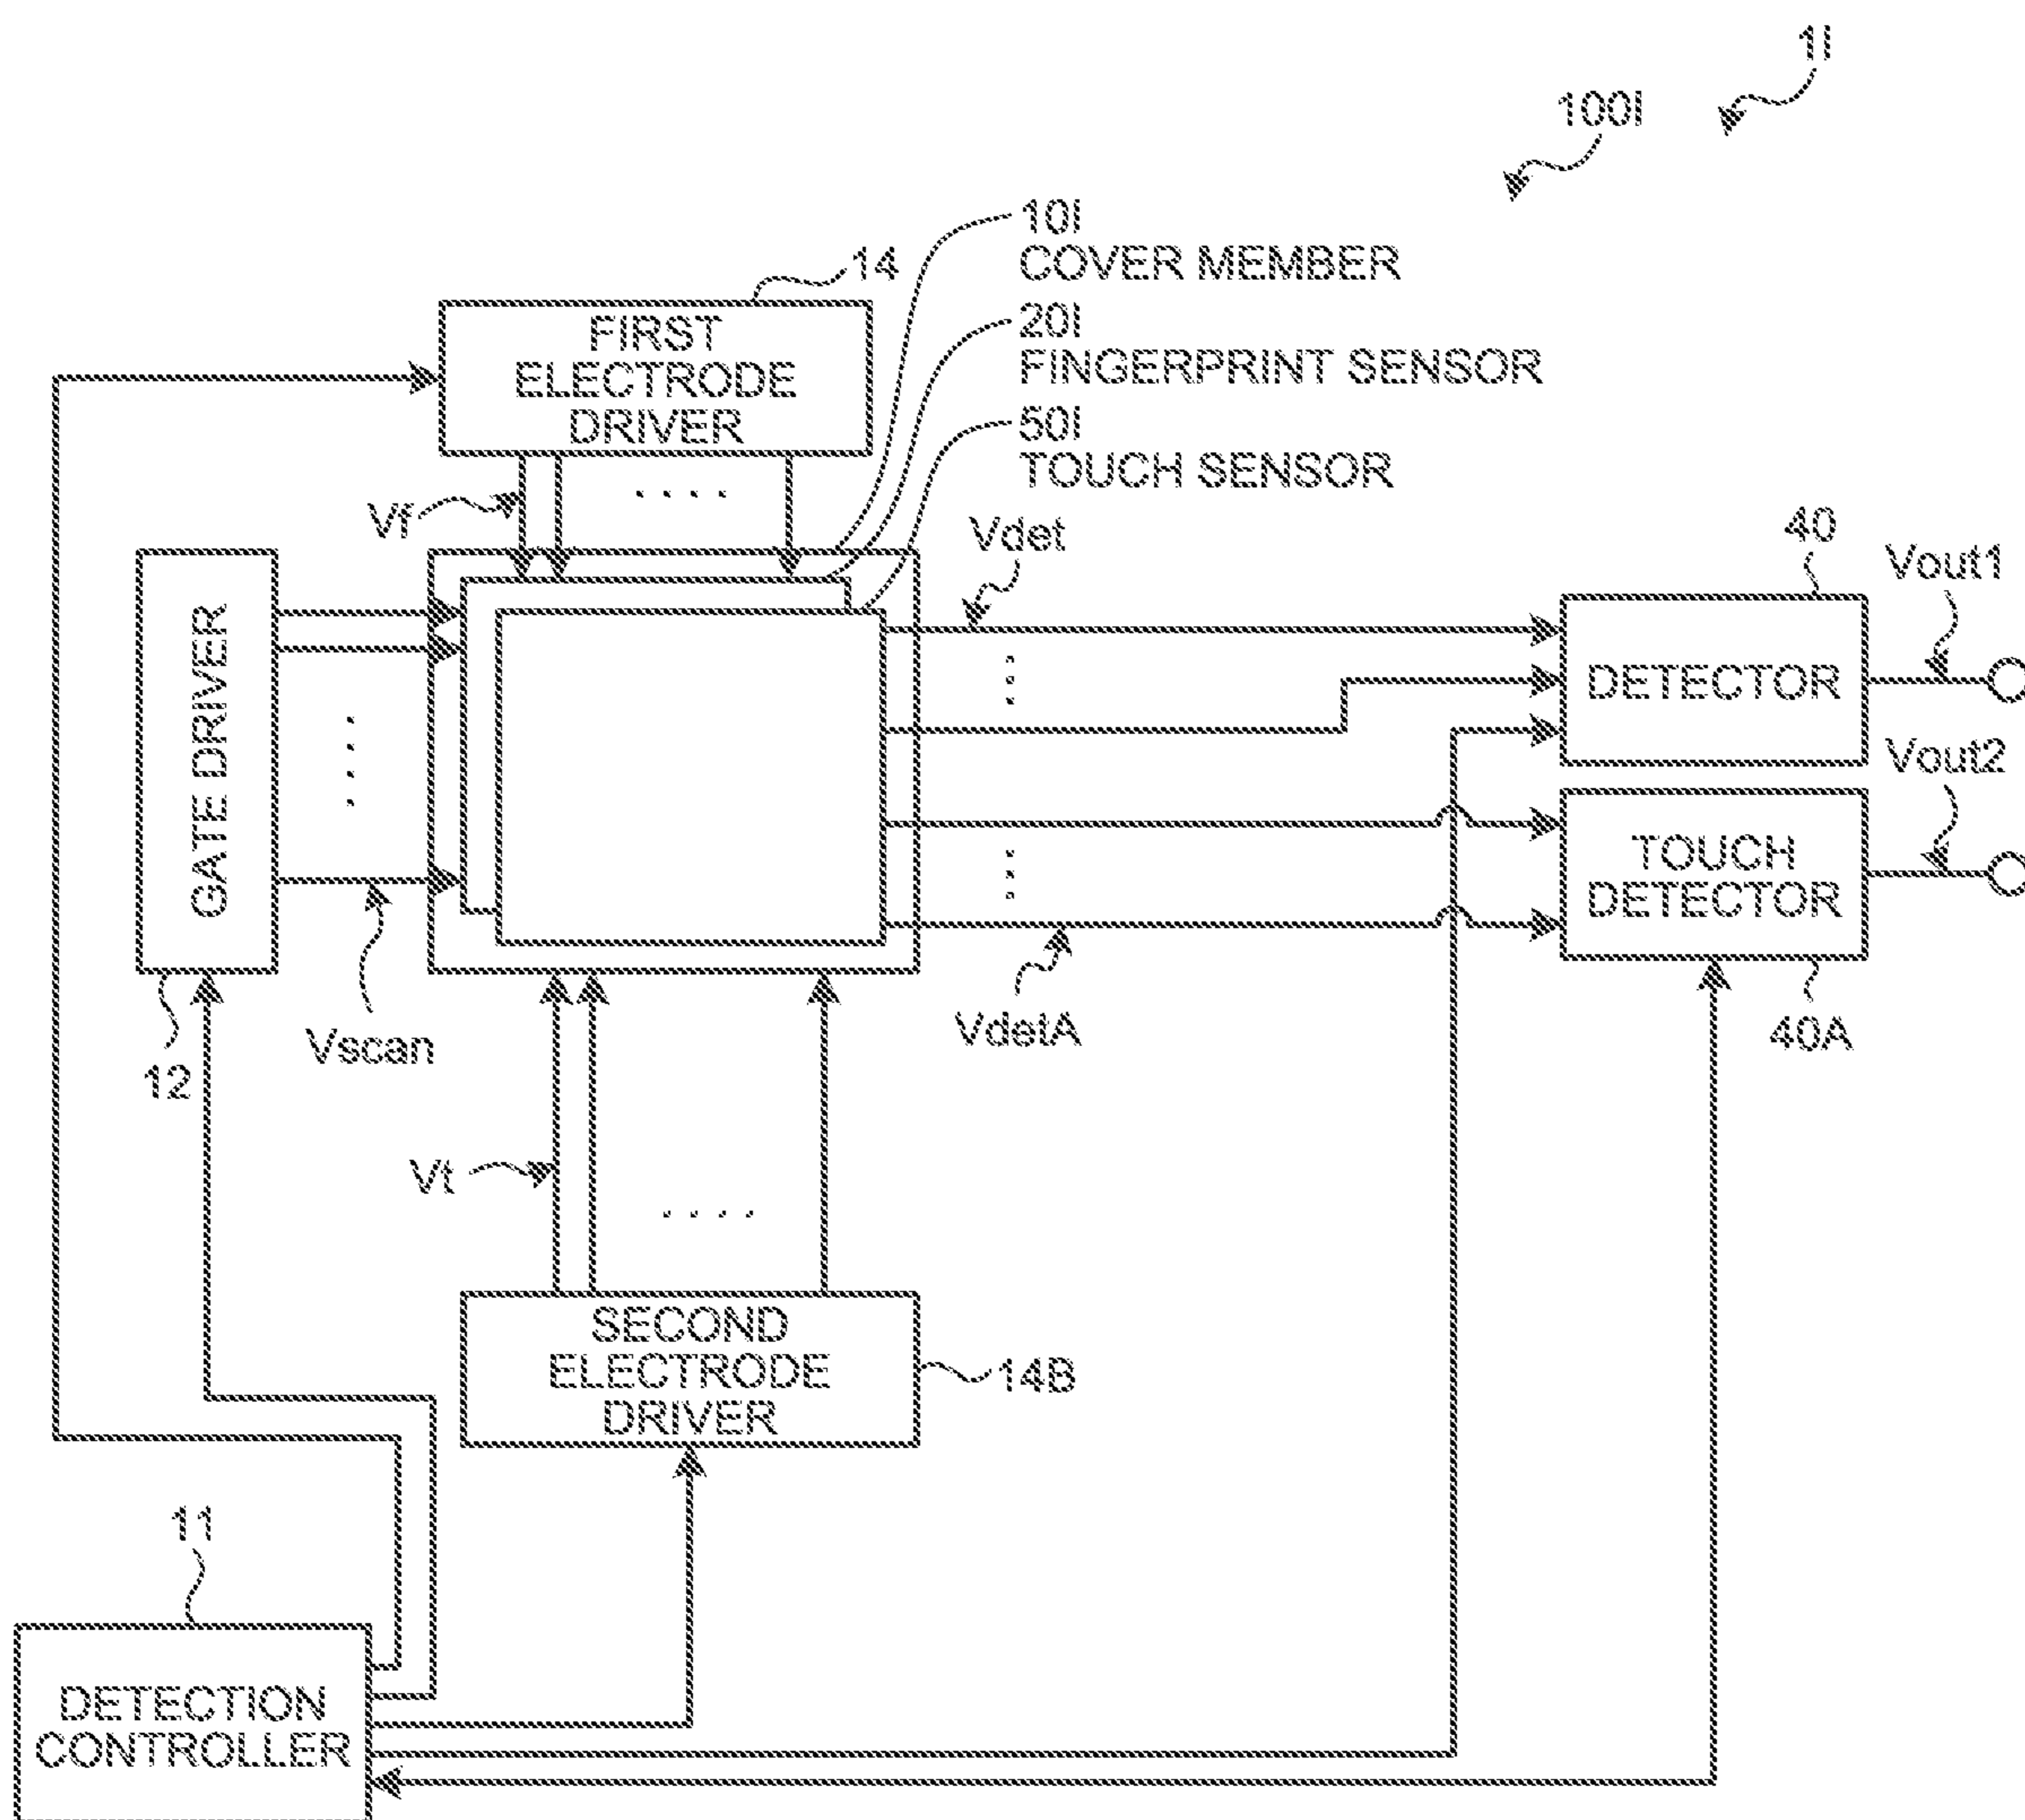 1I
100I
10I
COVER MEMBER
14
20I
FINGERPRINT SENSOR
FIRST
ELECTRODE
DRIVER
50I
TOUCH SENSOR
Vf
Vdet
40
Vout1
GATE DRIVER
DETECTOR
Vout2
TOUCH
DETECTOR
Vscan
VdetA
40A
12
Vt
SECOND
ELECTRODE
DRIVER
14B
11
DETECTION
CONTROLLER